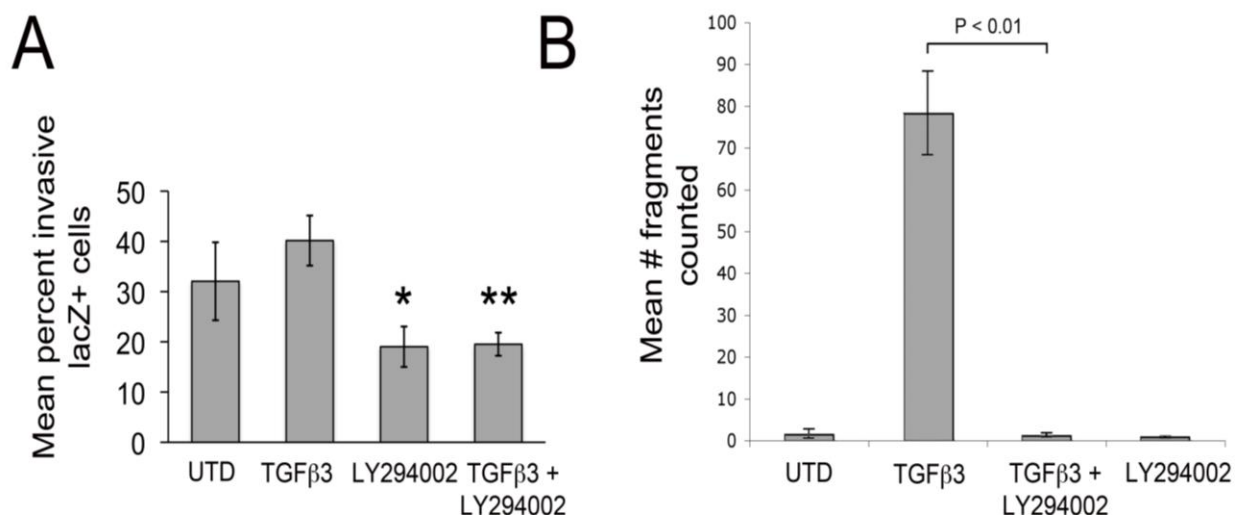 A
Mean percent invasive
lacZ+ cells
50
40
30
20
10
0
*
**
UTD
TGFβ3
LY294002
TGFβ3 +
LY294002
B
Mean # fragments
counted
100
90
80
70
60
50
40
30
20
10
0
P < 0.01
UTD
TGFβ3
TGFβ3 +
LY294002
LY294002